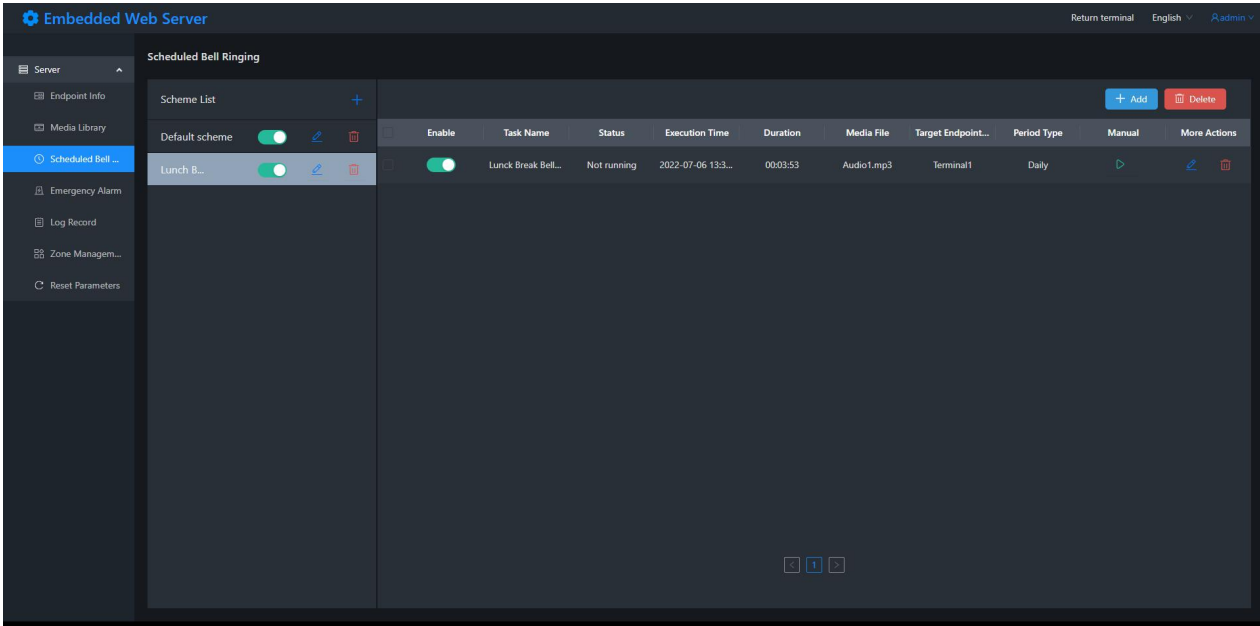 Embedded Web Server
Return terminal English admin
Server
Endpoint Info
Media Library
Scheduled Bell ...
Emergency Alarm
Log Record
Zone Managem...
Reset Parameters
Scheduled Bell Ringing
Scheme List
Default scheme
Lunch B...
+ Add Delete
Enable Task Name Status Execution Time Duration Media File Target Endpoint... Period Type Manual More Actions
Lunck Break Bell... Not running 2022-07-06 13:3... 00:03:53 Audio1.mp3 Terminal1 Daily
< 1 >